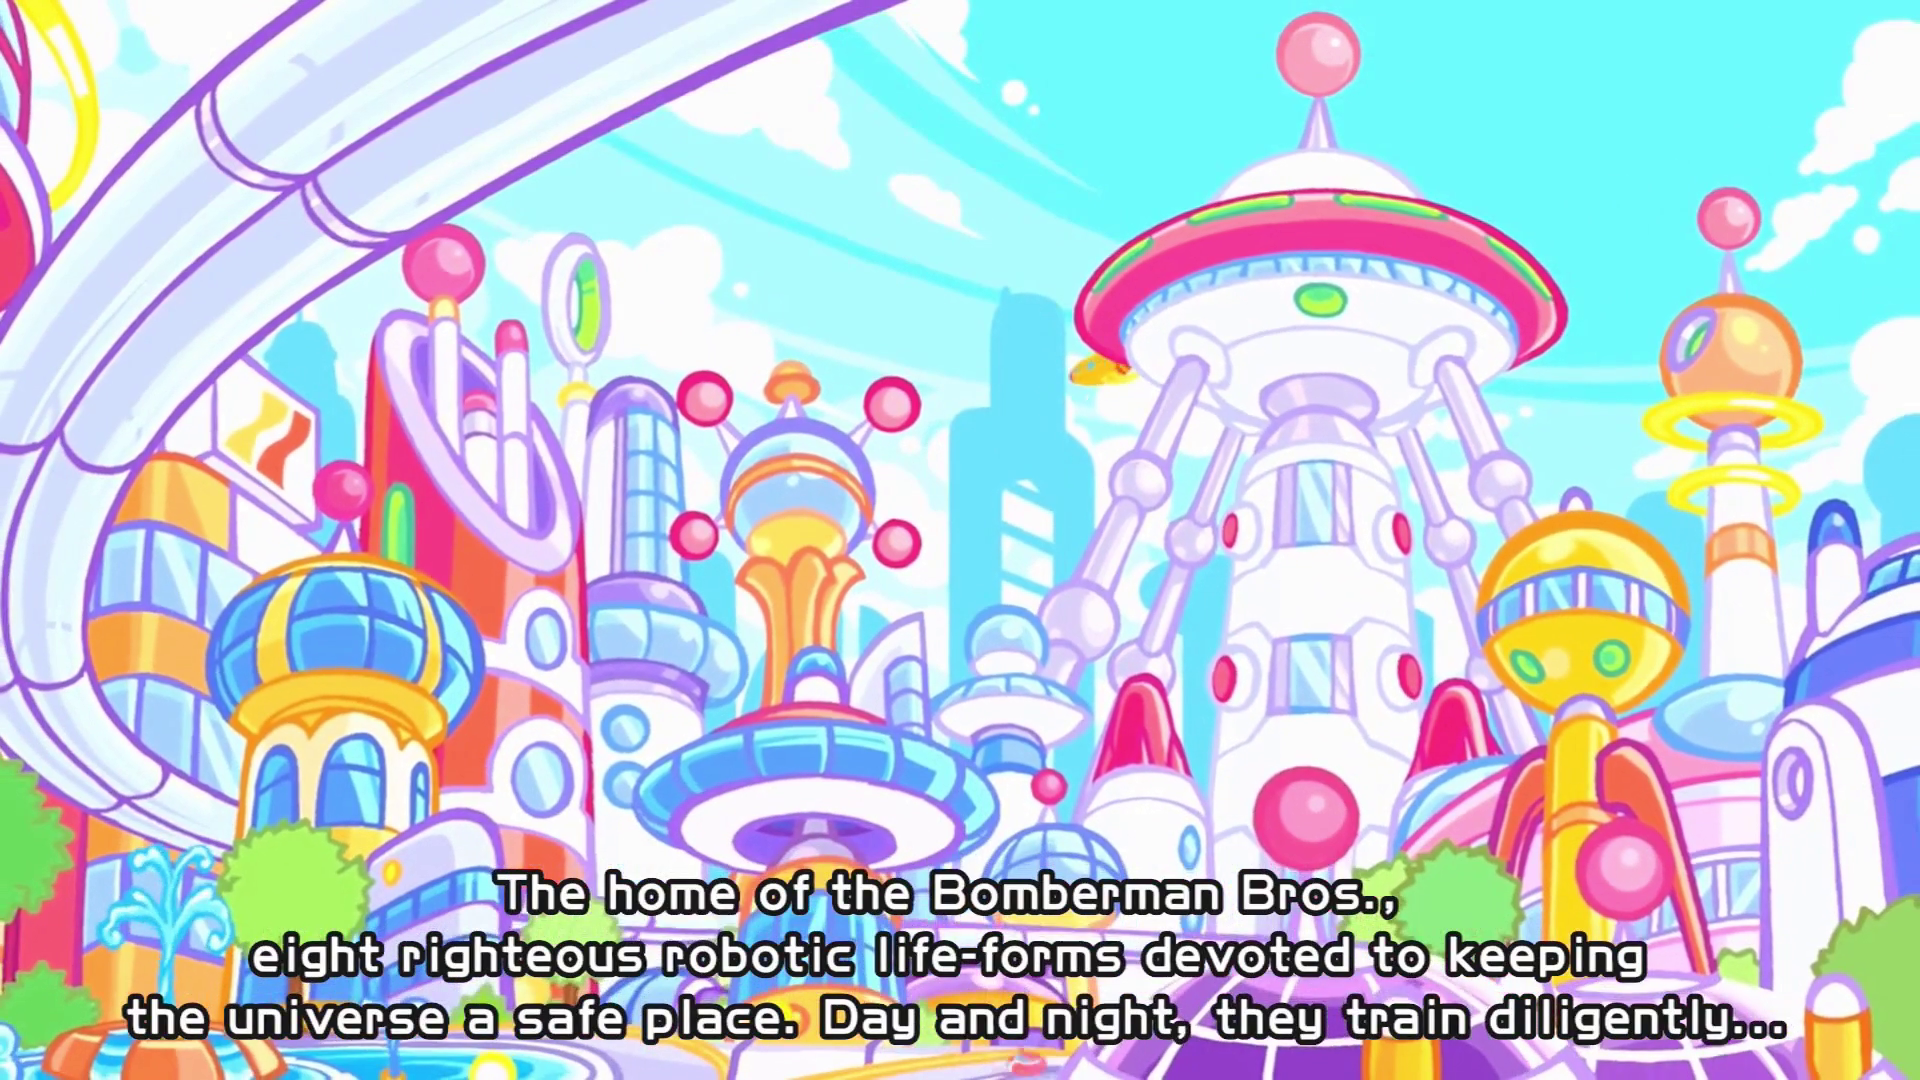 The home of the Bomberman Bros.,
eight righteous robotic life-forms devoted to keeping
the universe a safe place. Day and night, they train diligently...